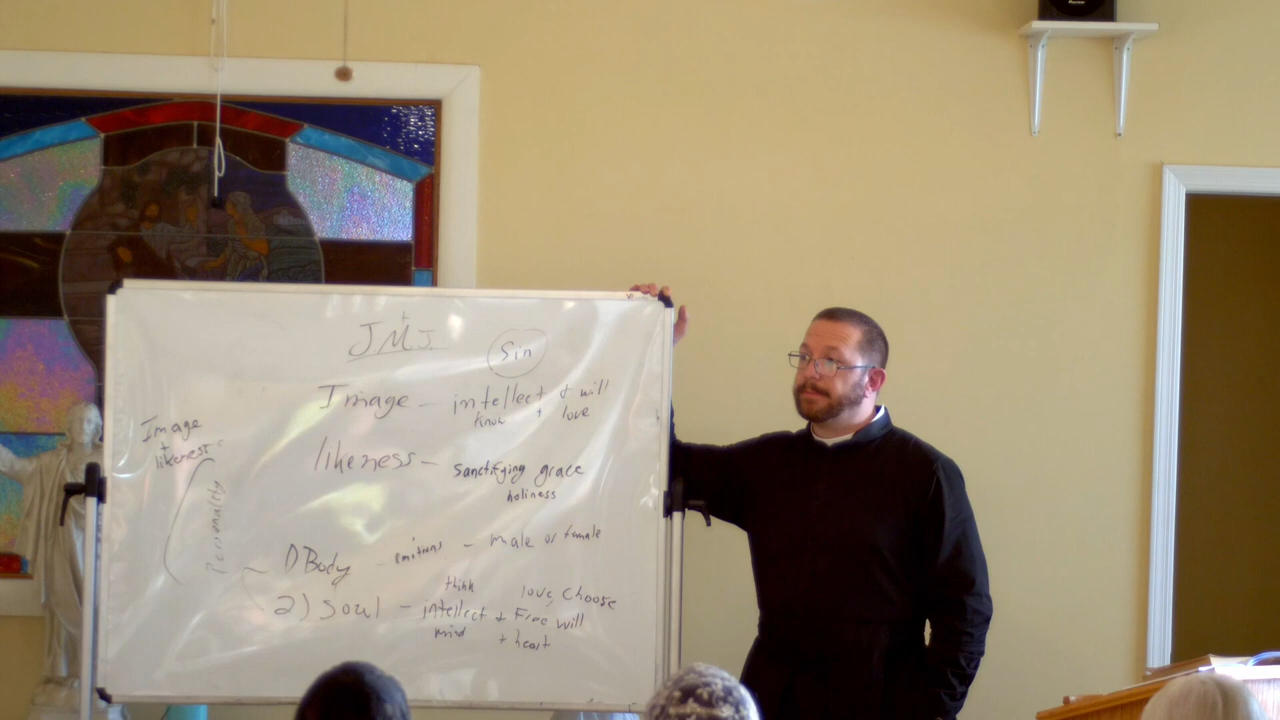 JMJ
Sin
Image – intellect + will
know + love
Image
+
likeness
likeness – sanctifying grace
holiness
Personality
1) Body – emotions – male or female
think love, choose
2) Soul – intellect + Free will
mind + heart
Pioneer